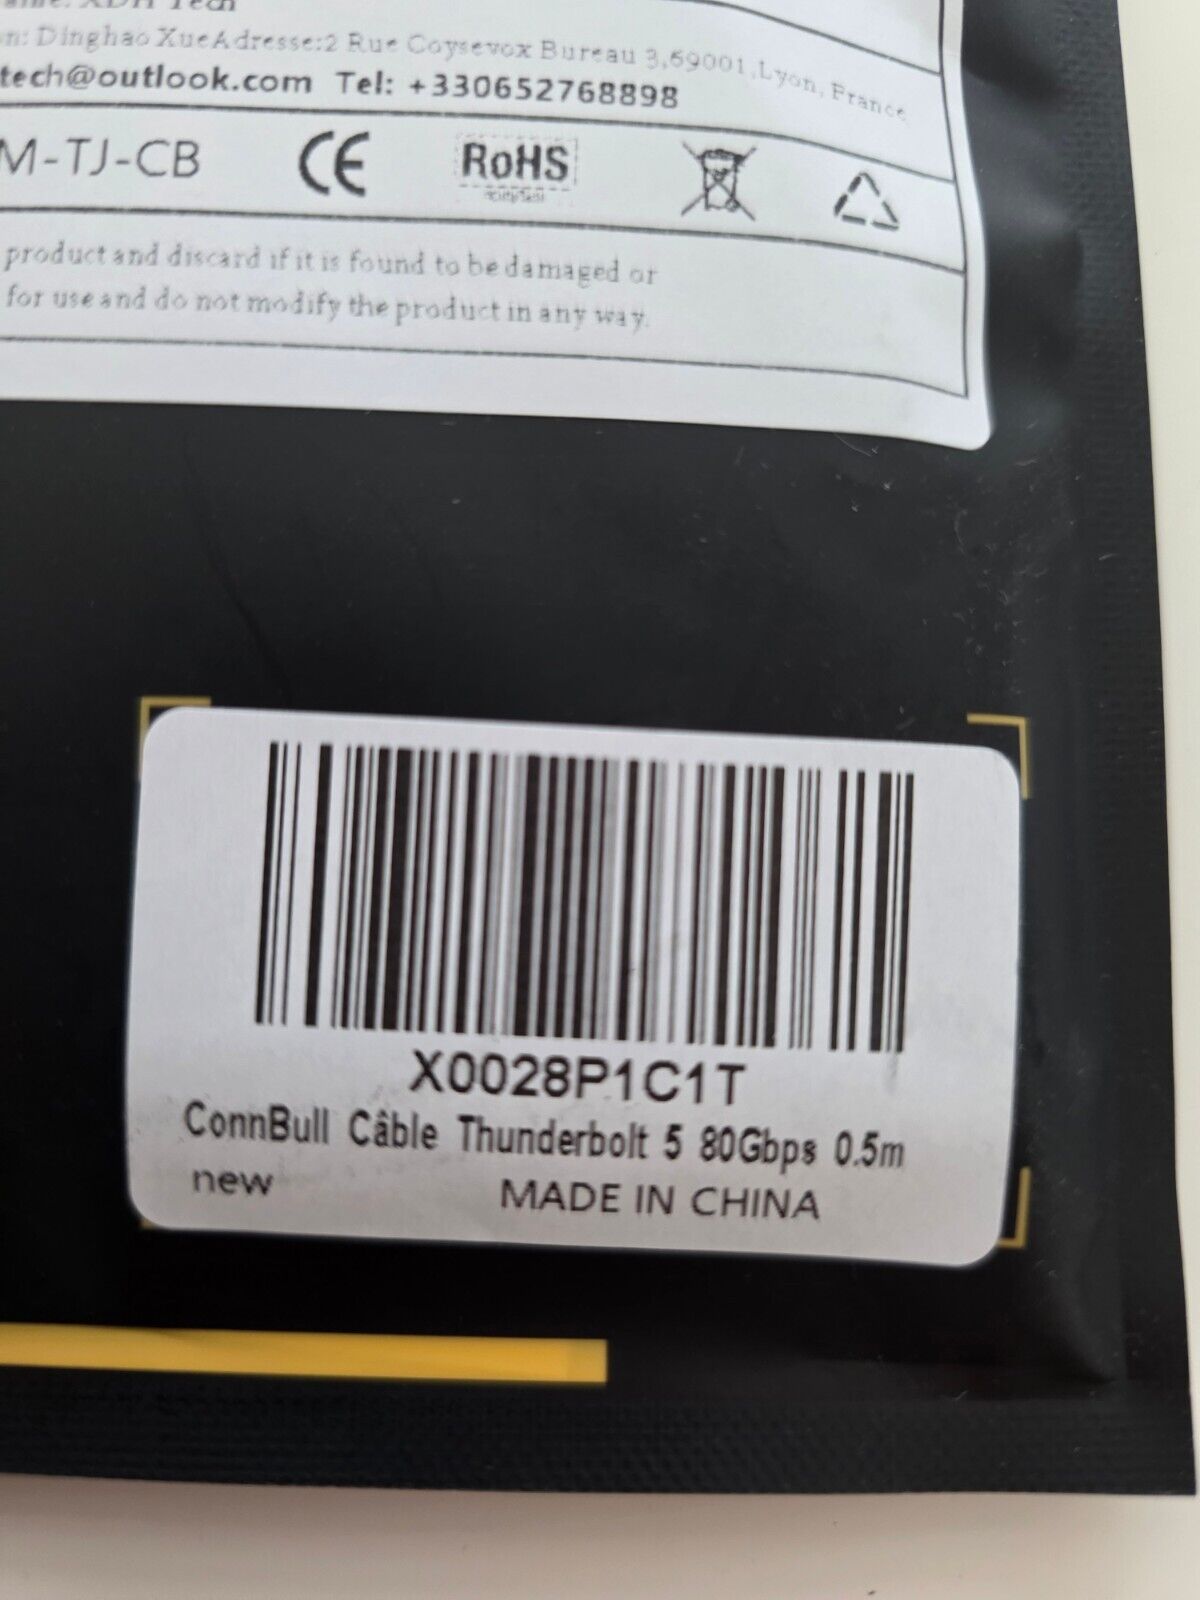 XDH Tech
n: Dinghao XueAdresse:2 Rue Coysevox Bureau 3,69001,Lyon, France
tech@outlook.com Tel: +330652768898
M-TJ-CB CE RoHS
product and discard if it is found to be damaged or
for use and do not modify the product in any way.
X0028P1C1T
ConnBull Câble Thunderbolt 5 80Gbps 0.5m
new MADE IN CHINA